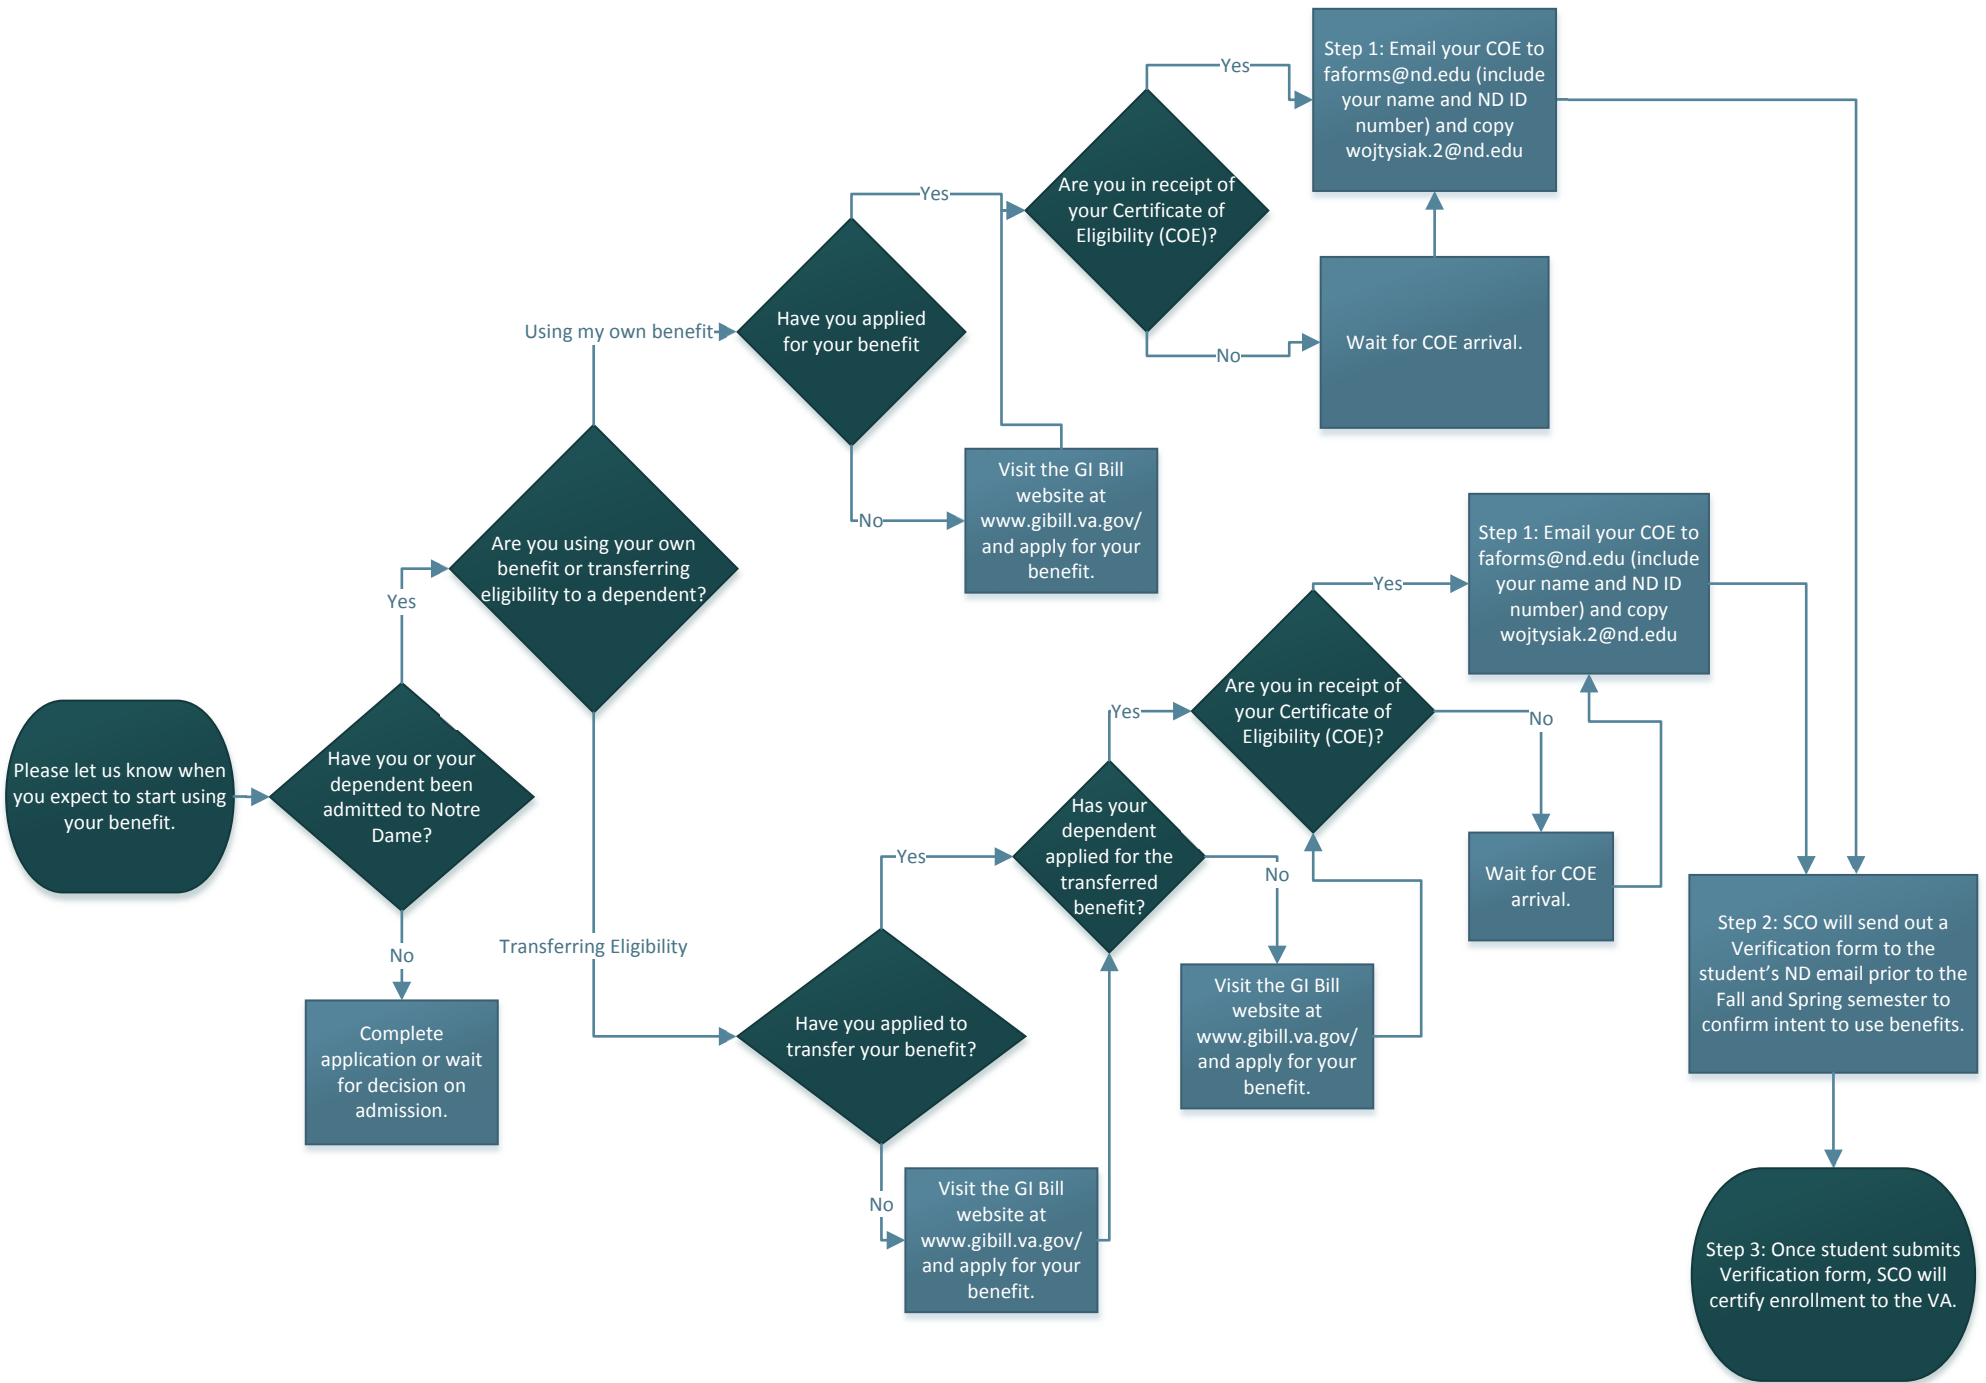 Please let us know when
you expect to start using
your benefit.
Have you or your
dependent been
admitted to Notre
Dame?
Yes
No
Complete
application or wait
for decision on
admission.
Are you using your own
benefit or transferring
eligibility to a dependent?
Using my own benefit
Transferring Eligibility
Have you applied
for your benefit
Yes
No
Visit the GI Bill
website at
www.gibill.va.gov/
and apply for your
benefit.
Are you in receipt of
your Certificate of
Eligibility (COE)?
Yes
No
Step 1: Email your COE to
faforms@nd.edu (include
your name and ND ID
number) and copy
wojtysiak.2@nd.edu
Wait for COE arrival.
Have you applied to
transfer your benefit?
Yes
No
Visit the GI Bill
website at
www.gibill.va.gov/
and apply for your
benefit.
Has your
dependent
applied for the
transferred
benefit?
Yes
No
Visit the GI Bill
website at
www.gibill.va.gov/
and apply for your
benefit.
Are you in receipt of
your Certificate of
Eligibility (COE)?
Yes
No
Step 1: Email your COE to
faforms@nd.edu (include
your name and ND ID
number) and copy
wojtysiak.2@nd.edu
Wait for COE
arrival.
Step 2: SCO will send out a
Verification form to the
student’s ND email prior to the
Fall and Spring semester to
confirm intent to use benefits.
Step 3: Once student submits
Verification form, SCO will
certify enrollment to the VA.